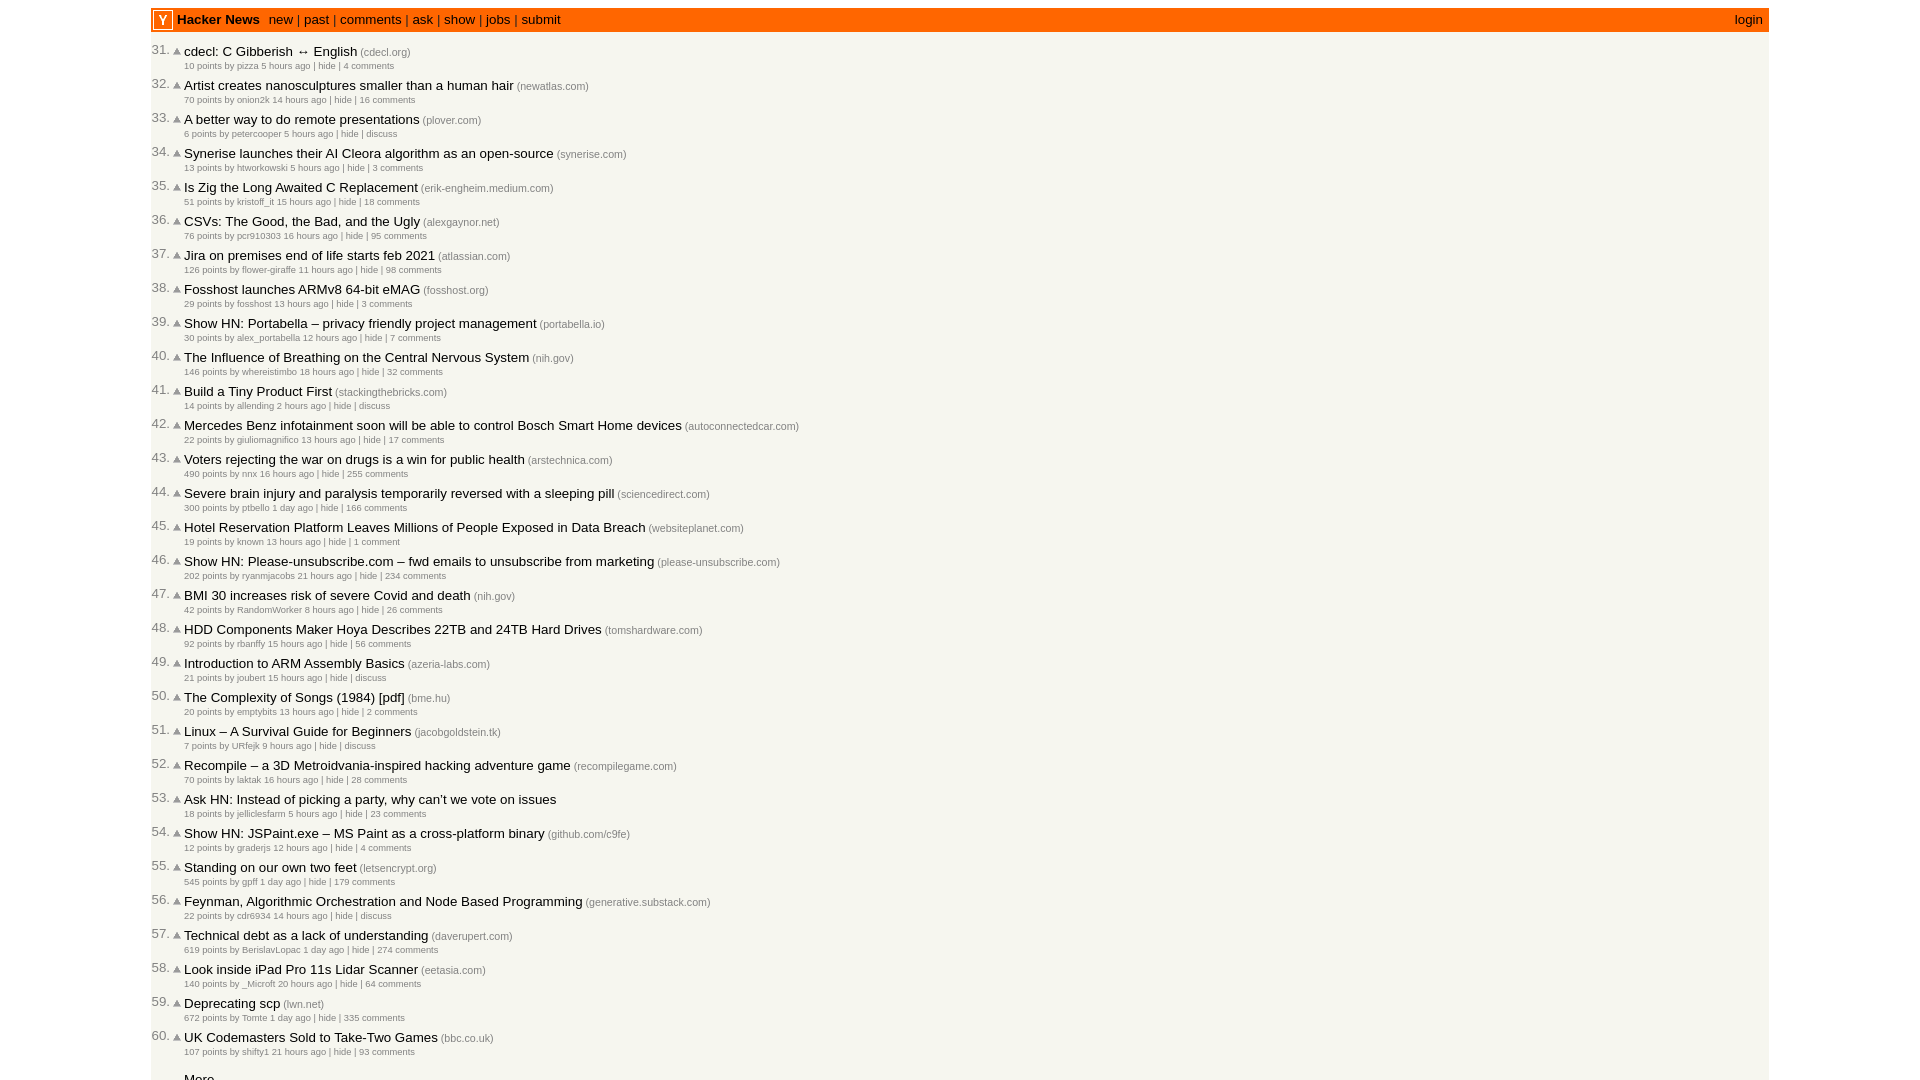 Y Hacker News new | past | comments | ask | show | jobs | submit login
31. cdecl: C Gibberish ↔ English (cdecl.org)
10 points by pizza 5 hours ago | hide | 4 comments
32. Artist creates nanosculptures smaller than a human hair (newatlas.com)
70 points by onion2k 14 hours ago | hide | 16 comments
33. A better way to do remote presentations (plover.com)
6 points by petercooper 5 hours ago | hide | discuss
34. Synerise launches their AI Cleora algorithm as an open-source (synerise.com)
13 points by htworkowski 5 hours ago | hide | 3 comments
35. Is Zig the Long Awaited C Replacement (erik-engheim.medium.com)
51 points by kristoff_it 15 hours ago | hide | 18 comments
36. CSVs: The Good, the Bad, and the Ugly (alexgaynor.net)
76 points by pcr910303 16 hours ago | hide | 95 comments
37. Jira on premises end of life starts feb 2021 (atlassian.com)
126 points by flower-giraffe 11 hours ago | hide | 98 comments
38. Fosshost launches ARMv8 64-bit eMAG (fosshost.org)
29 points by fosshost 13 hours ago | hide | 3 comments
39. Show HN: Portabella – privacy friendly project management (portabella.io)
30 points by alex_portabella 12 hours ago | hide | 7 comments
40. The Influence of Breathing on the Central Nervous System (nih.gov)
146 points by whereistimbo 18 hours ago | hide | 32 comments
41. Build a Tiny Product First (stackingthebricks.com)
14 points by allending 2 hours ago | hide | discuss
42. Mercedes Benz infotainment soon will be able to control Bosch Smart Home devices (autoconnectedcar.com)
22 points by giuliomagnifico 13 hours ago | hide | 17 comments
43. Voters rejecting the war on drugs is a win for public health (arstechnica.com)
490 points by nnx 16 hours ago | hide | 255 comments
44. Severe brain injury and paralysis temporarily reversed with a sleeping pill (sciencedirect.com)
300 points by ptbello 1 day ago | hide | 166 comments
45. Hotel Reservation Platform Leaves Millions of People Exposed in Data Breach (websiteplanet.com)
19 points by known 13 hours ago | hide | 1 comment
46. Show HN: Please-unsubscribe.com – fwd emails to unsubscribe from marketing (please-unsubscribe.com)
202 points by ryanmjacobs 21 hours ago | hide | 234 comments
47. BMI 30 increases risk of severe Covid and death (nih.gov)
42 points by RandomWorker 8 hours ago | hide | 26 comments
48. HDD Components Maker Hoya Describes 22TB and 24TB Hard Drives (tomshardware.com)
92 points by rbanffy 15 hours ago | hide | 56 comments
49. Introduction to ARM Assembly Basics (azeria-labs.com)
21 points by joubert 15 hours ago | hide | discuss
50. The Complexity of Songs (1984) [pdf] (bme.hu)
20 points by emptybits 13 hours ago | hide | 2 comments
51. Linux – A Survival Guide for Beginners (jacobgoldstein.tk)
7 points by URfejk 9 hours ago | hide | discuss
52. Recompile – a 3D Metroidvania-inspired hacking adventure game (recompilegame.com)
70 points by laktak 16 hours ago | hide | 28 comments
53. Ask HN: Instead of picking a party, why can’t we vote on issues
18 points by jelliclesfarm 5 hours ago | hide | 23 comments
54. Show HN: JSPaint.exe – MS Paint as a cross-platform binary (github.com/c9fe)
12 points by graderjs 12 hours ago | hide | 4 comments
55. Standing on our own two feet (letsencrypt.org)
545 points by gpff 1 day ago | hide | 179 comments
56. Feynman, Algorithmic Orchestration and Node Based Programming (generative.substack.com)
22 points by cdr6934 14 hours ago | hide | discuss
57. Technical debt as a lack of understanding (daverupert.com)
619 points by BerislavLopac 1 day ago | hide | 274 comments
58. Look inside iPad Pro 11s Lidar Scanner (eetasia.com)
140 points by _Microft 20 hours ago | hide | 64 comments
59. Deprecating scp (lwn.net)
672 points by Tomte 1 day ago | hide | 335 comments
60. UK Codemasters Sold to Take-Two Games (bbc.co.uk)
107 points by shifty1 21 hours ago | hide | 93 comments
More